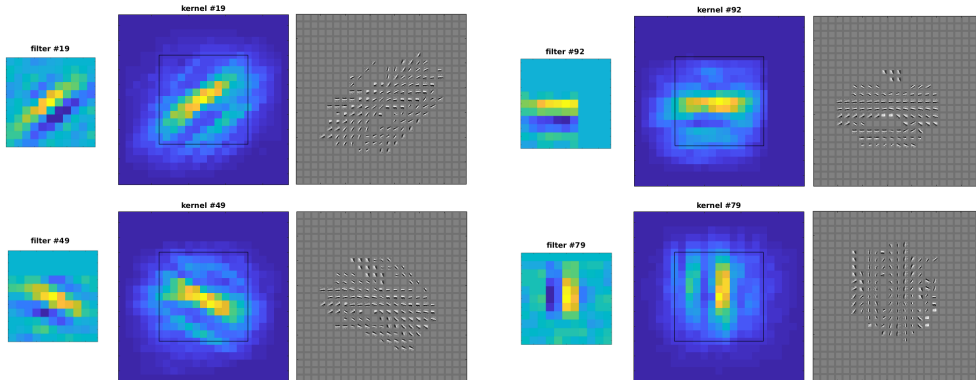 kernel #19
filter #19
kernel #92
filter #92
kernel #49
filter #49
kernel #79
filter #79